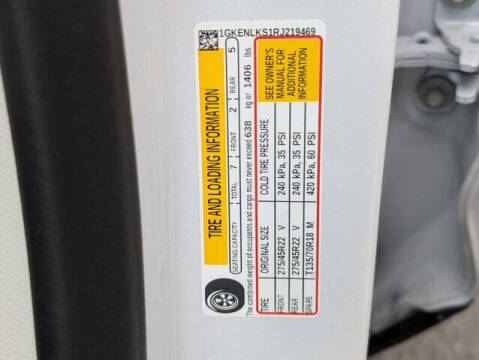 1GKENLKS1RJ219469
TIRE AND LOADING INFORMATION
SEATING CAPACITY TOTAL 7 FRONT 2 REAR 5
The combined weight of occupants and cargo must never exceed 638 kg or 1406 lbs.
TIRE ORIGINAL SIZE COLD TIRE PRESSURE
FRONT 275/45R22 V 240 kPa, 35 PSI
REAR 275/45R22 V 240 kPa, 35 PSI
SPARE T135/70R18 M 420 kPa, 60 PSI
SEE OWNER'S
MANUAL FOR
ADDITIONAL
INFORMATION